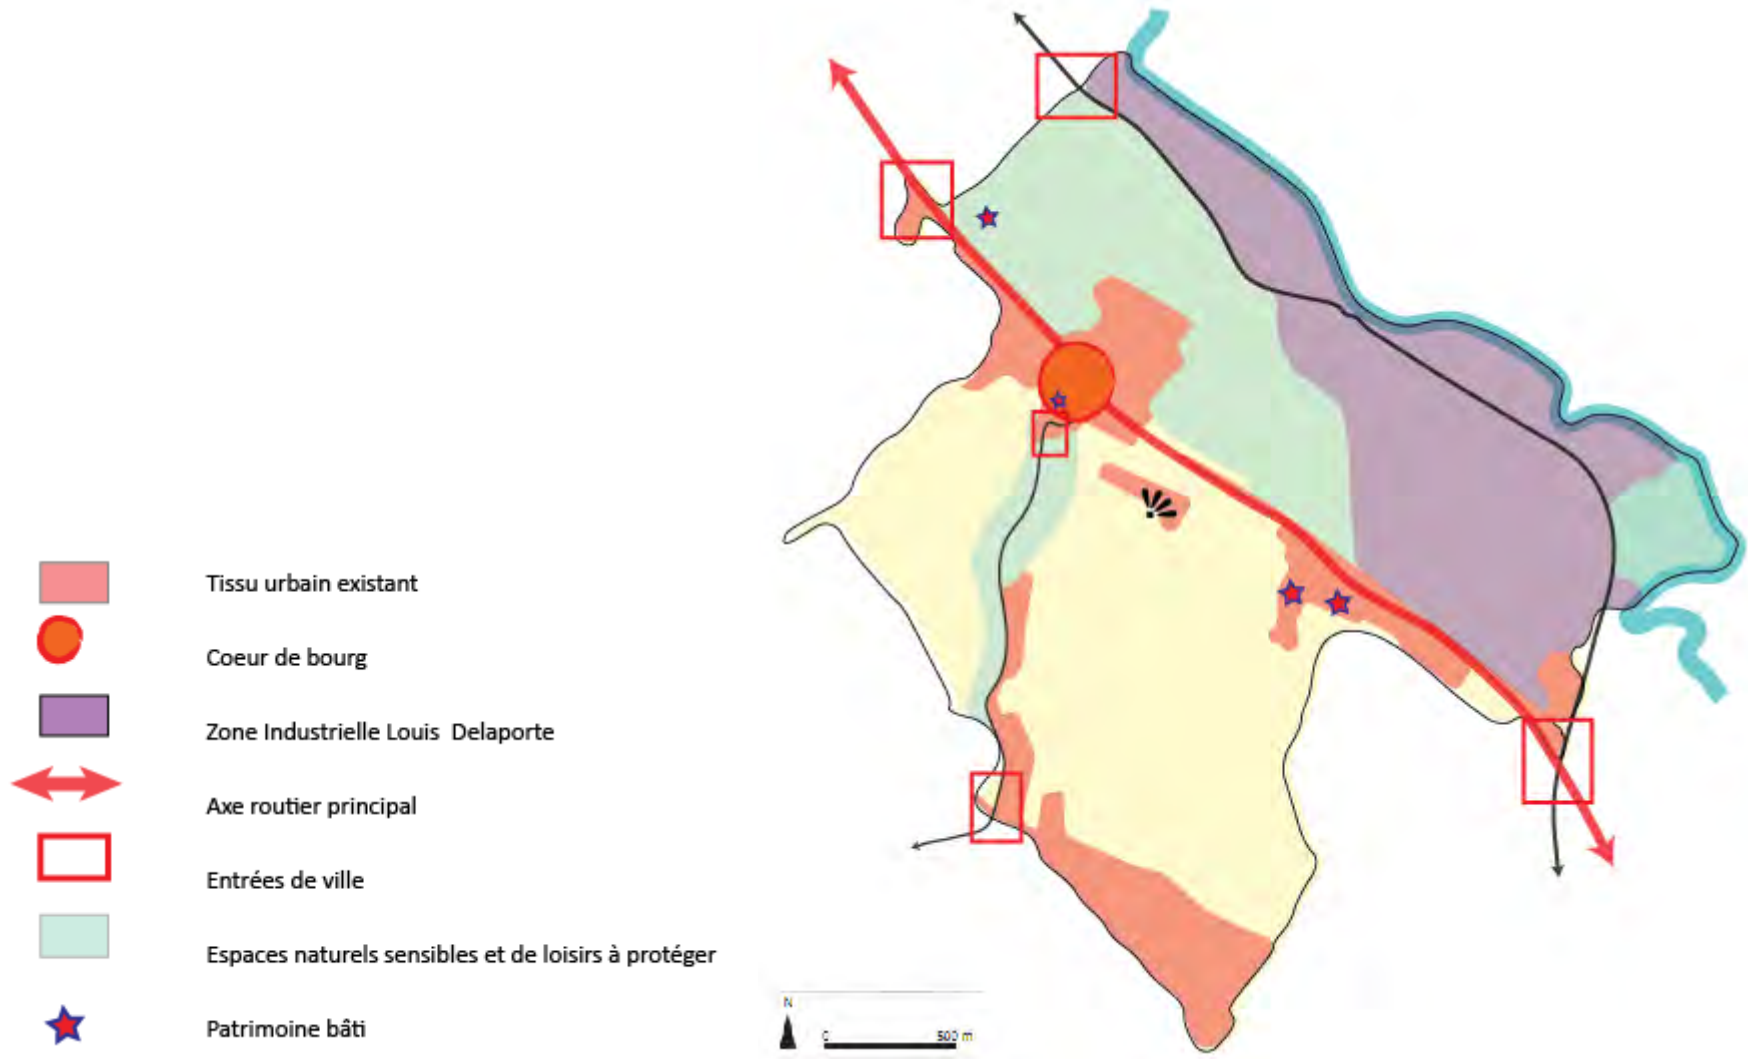 Tissu urbain existant
Coeur de bourg
Zone Industrielle Louis Delaporte
Axe routier principal
Entrées de ville
Espaces naturels sensibles et de loisirs à protéger
Patrimoine bâti
N
0 500 m